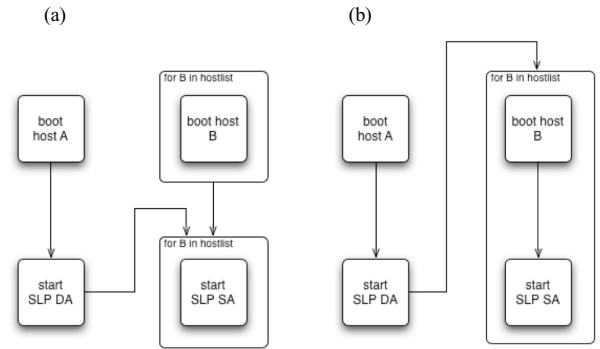 (a)
for B in hostlist
boot
host A
boot host
B
for B in hostlist
start
SLP DA
start
SLP SA
(b)
for B in hostlist
boot
host A
boot host
B
start
SLP DA
start
SLP SA